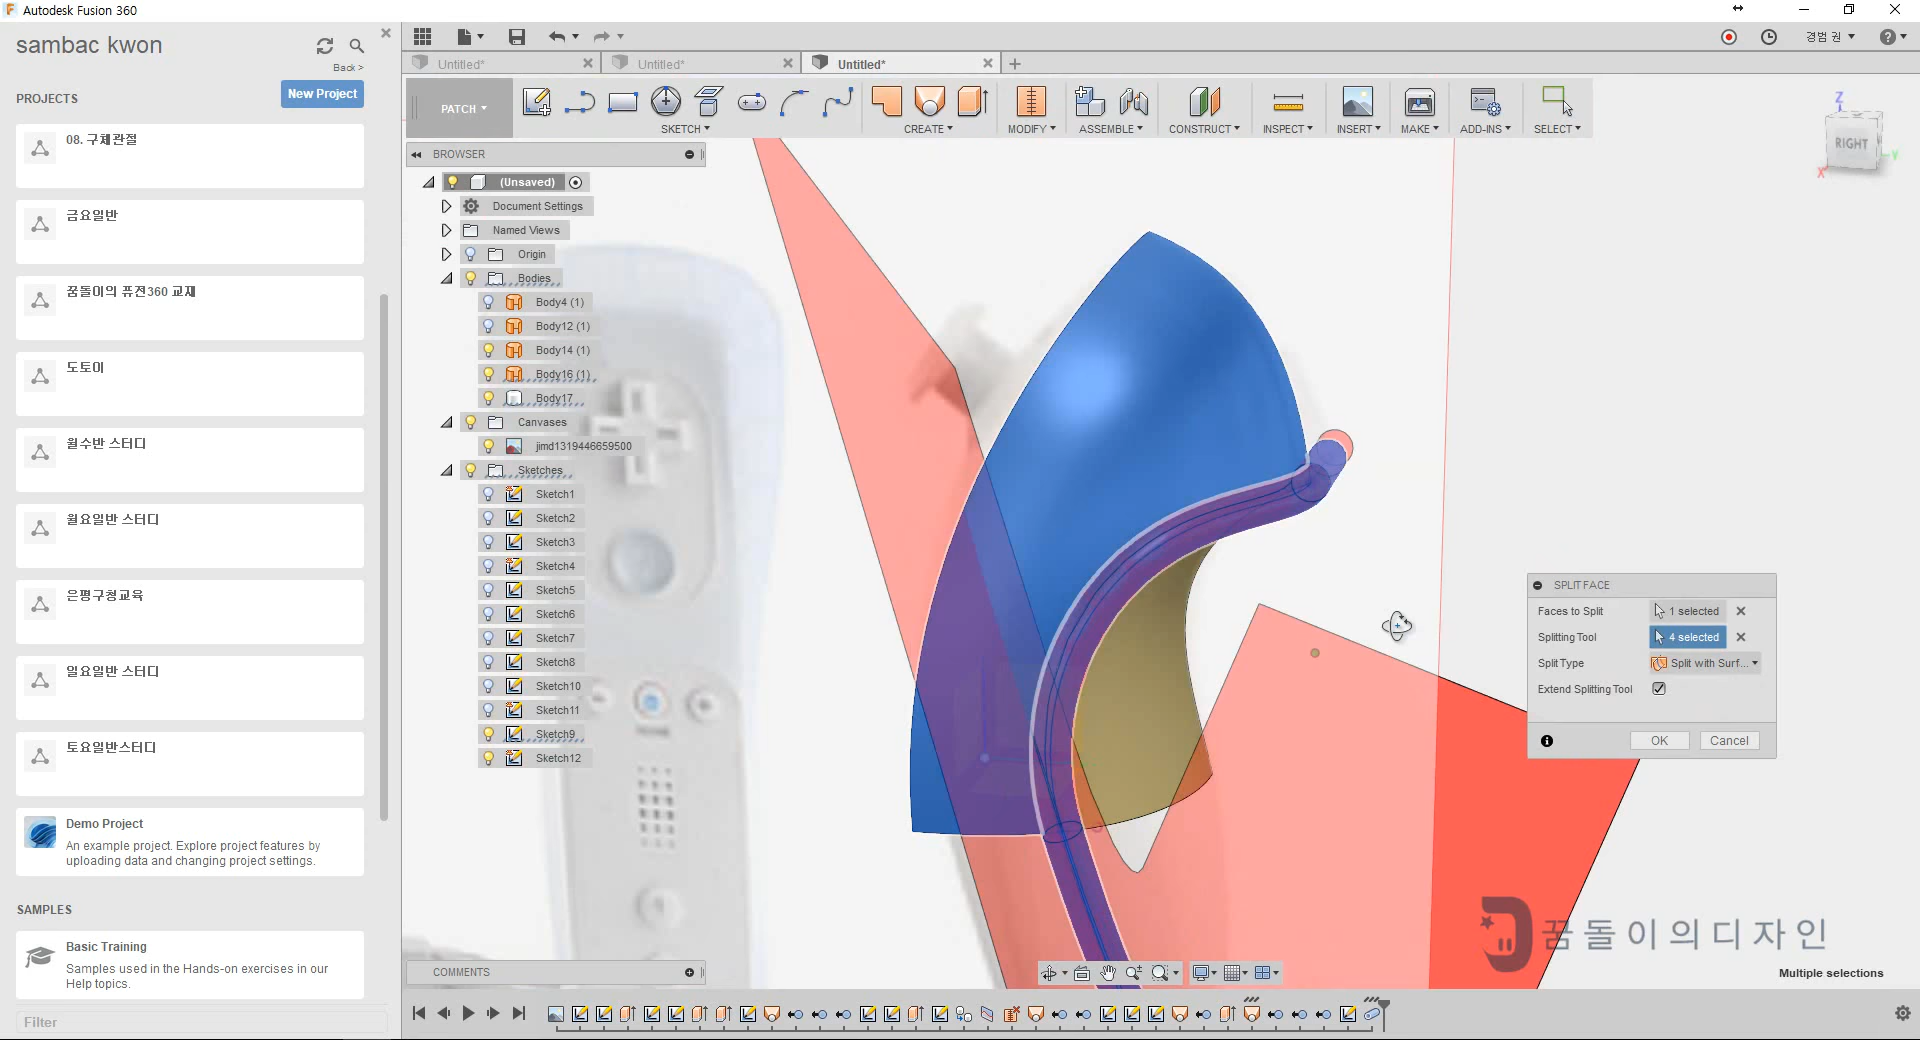 Autodesk Fusion 360
sambac kwon
Back >
PROJECTS
New Project
08. 구체관절
금요일반
꿈돌이의 퓨전360 교재
도토이
월수반 스터디
월요일반 스터디
은평구청교육
일요일반 스터디
토요일반스터디
Demo Project
An example project. Explore project features by
uploading data and changing project settings.
SAMPLES
Basic Training
Samples used in the Hands-on exercises in our
Help topics.
Filter
경범 권
Untitled*
Untitled*
Untitled*
PATCH
SKETCH
CREATE
MODIFY
ASSEMBLE
CONSTRUCT
INSPECT
INSERT
MAKE
ADD-INS
SELECT
BROWSER
(Unsaved)
Document Settings
Named Views
Origin
Bodies
Body4 (1)
Body12 (1)
Body14 (1)
Body16 (1)
Body17
Canvases
jimd1319446659500
Sketches
Sketch1
Sketch2
Sketch3
Sketch4
Sketch5
Sketch6
Sketch7
Sketch8
Sketch10
Sketch11
Sketch9
Sketch12
Z
RIGHT
Y
X
SPLIT FACE
Faces to Split
1 selected
Splitting Tool
4 selected
Split Type
Split with Surf...
Extend Splitting Tool
OK
Cancel
꿈돌이의디자인
Multiple selections
COMMENTS